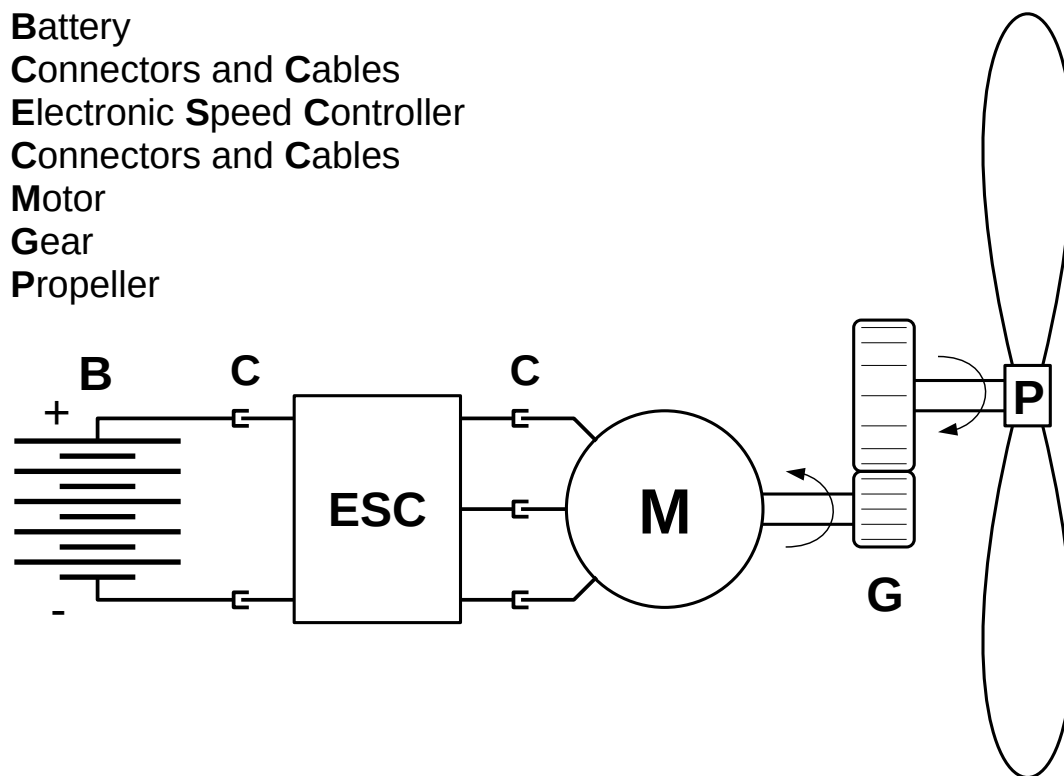 Battery
Connectors and Cables
Electronic Speed Controller
Connectors and Cables
Motor
Gear
Propeller
B
C
C
+
ESC
M
P
-
G